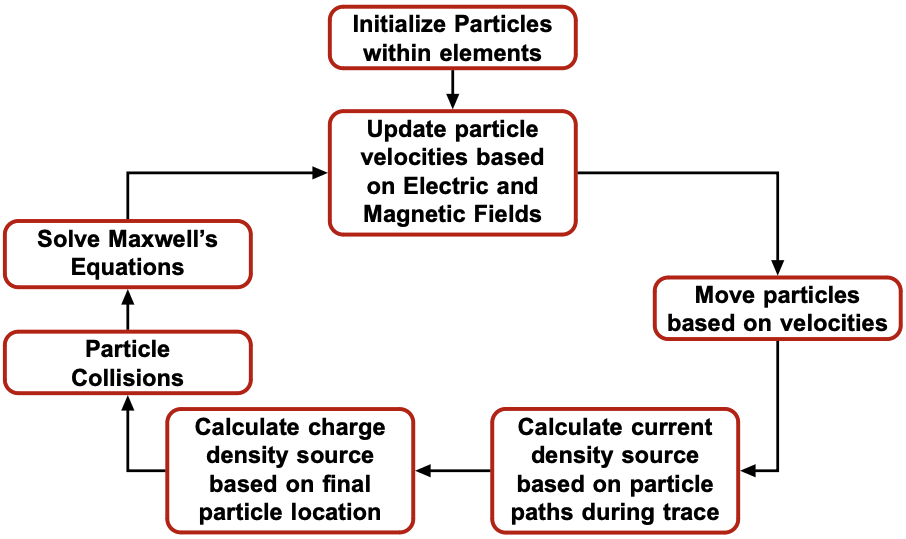 Initialize Particles
within elements
Update particle
velocities based
on Electric and
Magnetic Fields
Move particles
based on velocities
Calculate current
density source
based on particle
paths during trace
Calculate charge
density source
based on final
particle location
Particle
Collisions
Solve Maxwell's
Equations